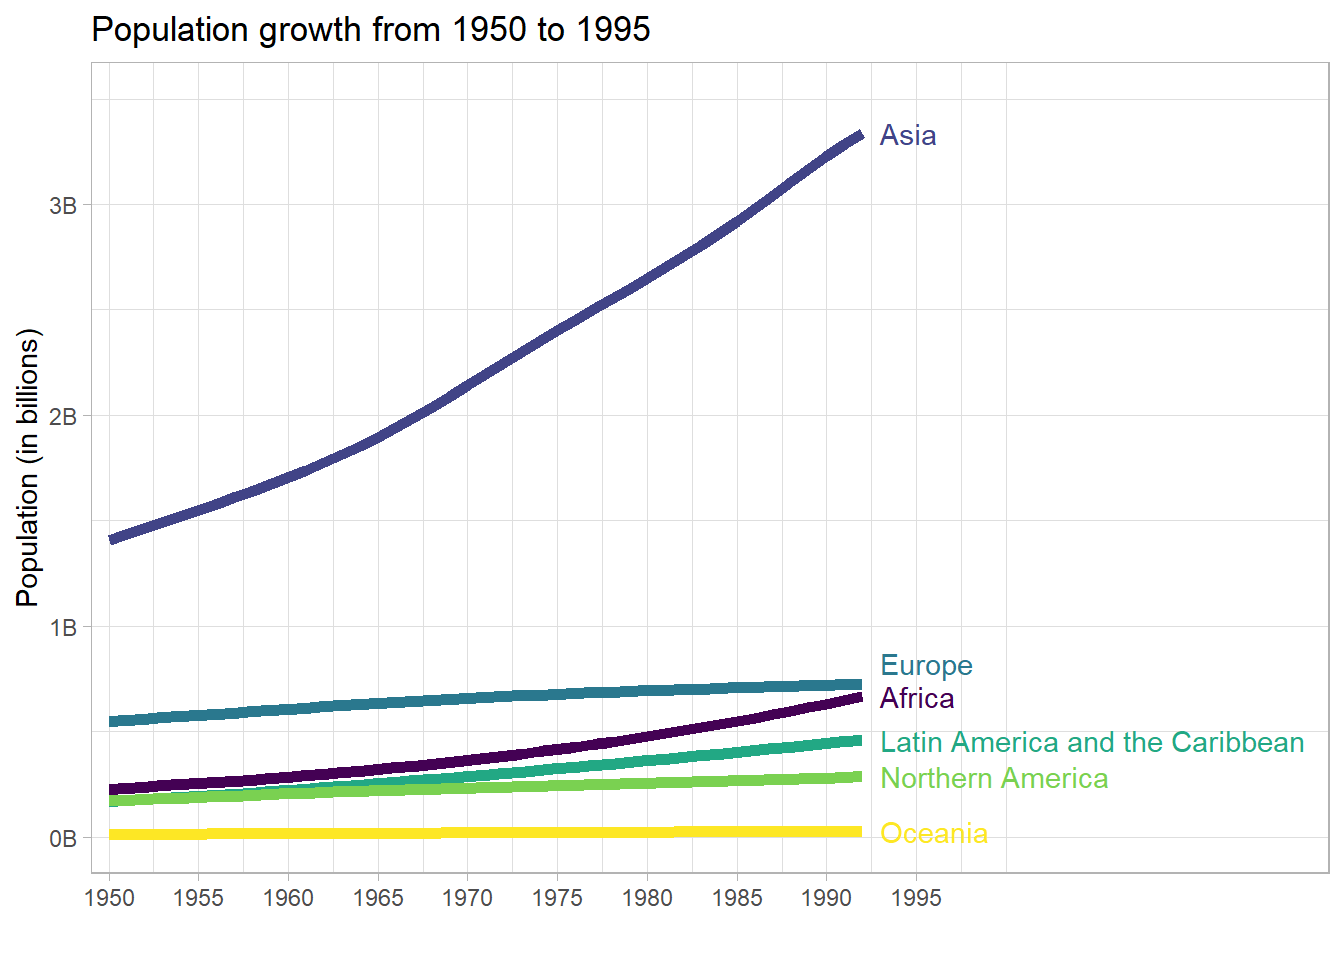 Population growth from 1950 to 1995
Population (in billions)
3B
2B
1B
0B
Asia
Europe
Africa
Latin America and the Caribbean
Northern America
Oceania
1950 1955 1960 1965 1970 1975 1980 1985 1990 1995